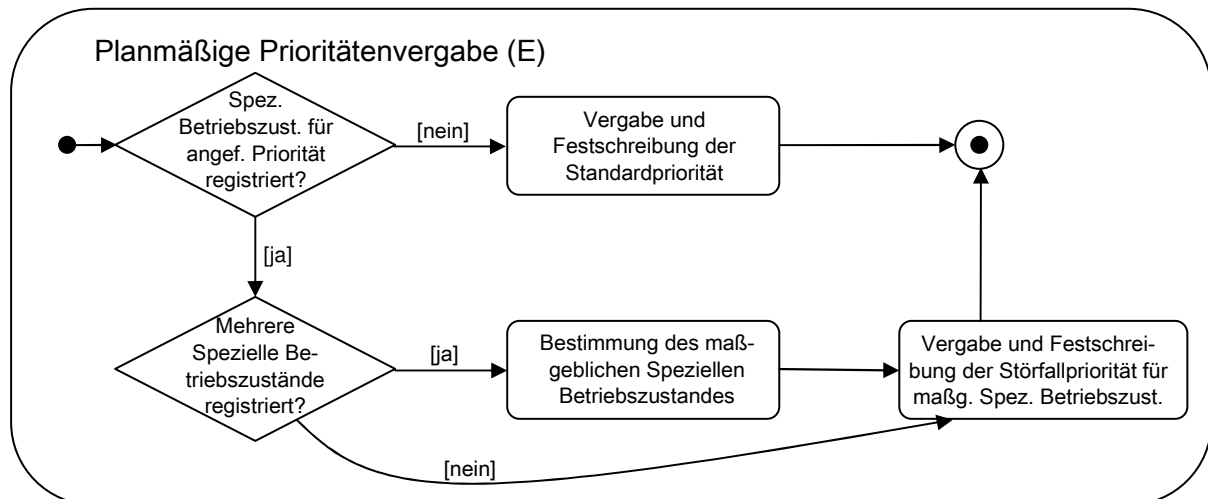 Planmäßige Prioritätenvergabe (E)
Spez.
Betriebszust. für
angef. Priorität
registriert?
[nein]
Vergabe und
Festschreibung der
Standardpriorität
[ja]
Mehrere
Spezielle Be-
triebszustände
registriert?
[ja]
Bestimmung des maß-
geblichen Speziellen
Betriebszustandes
Vergabe und Festschrei-
bung der Störfallpriorität für
maßg. Spez. Betriebszust.
[nein]